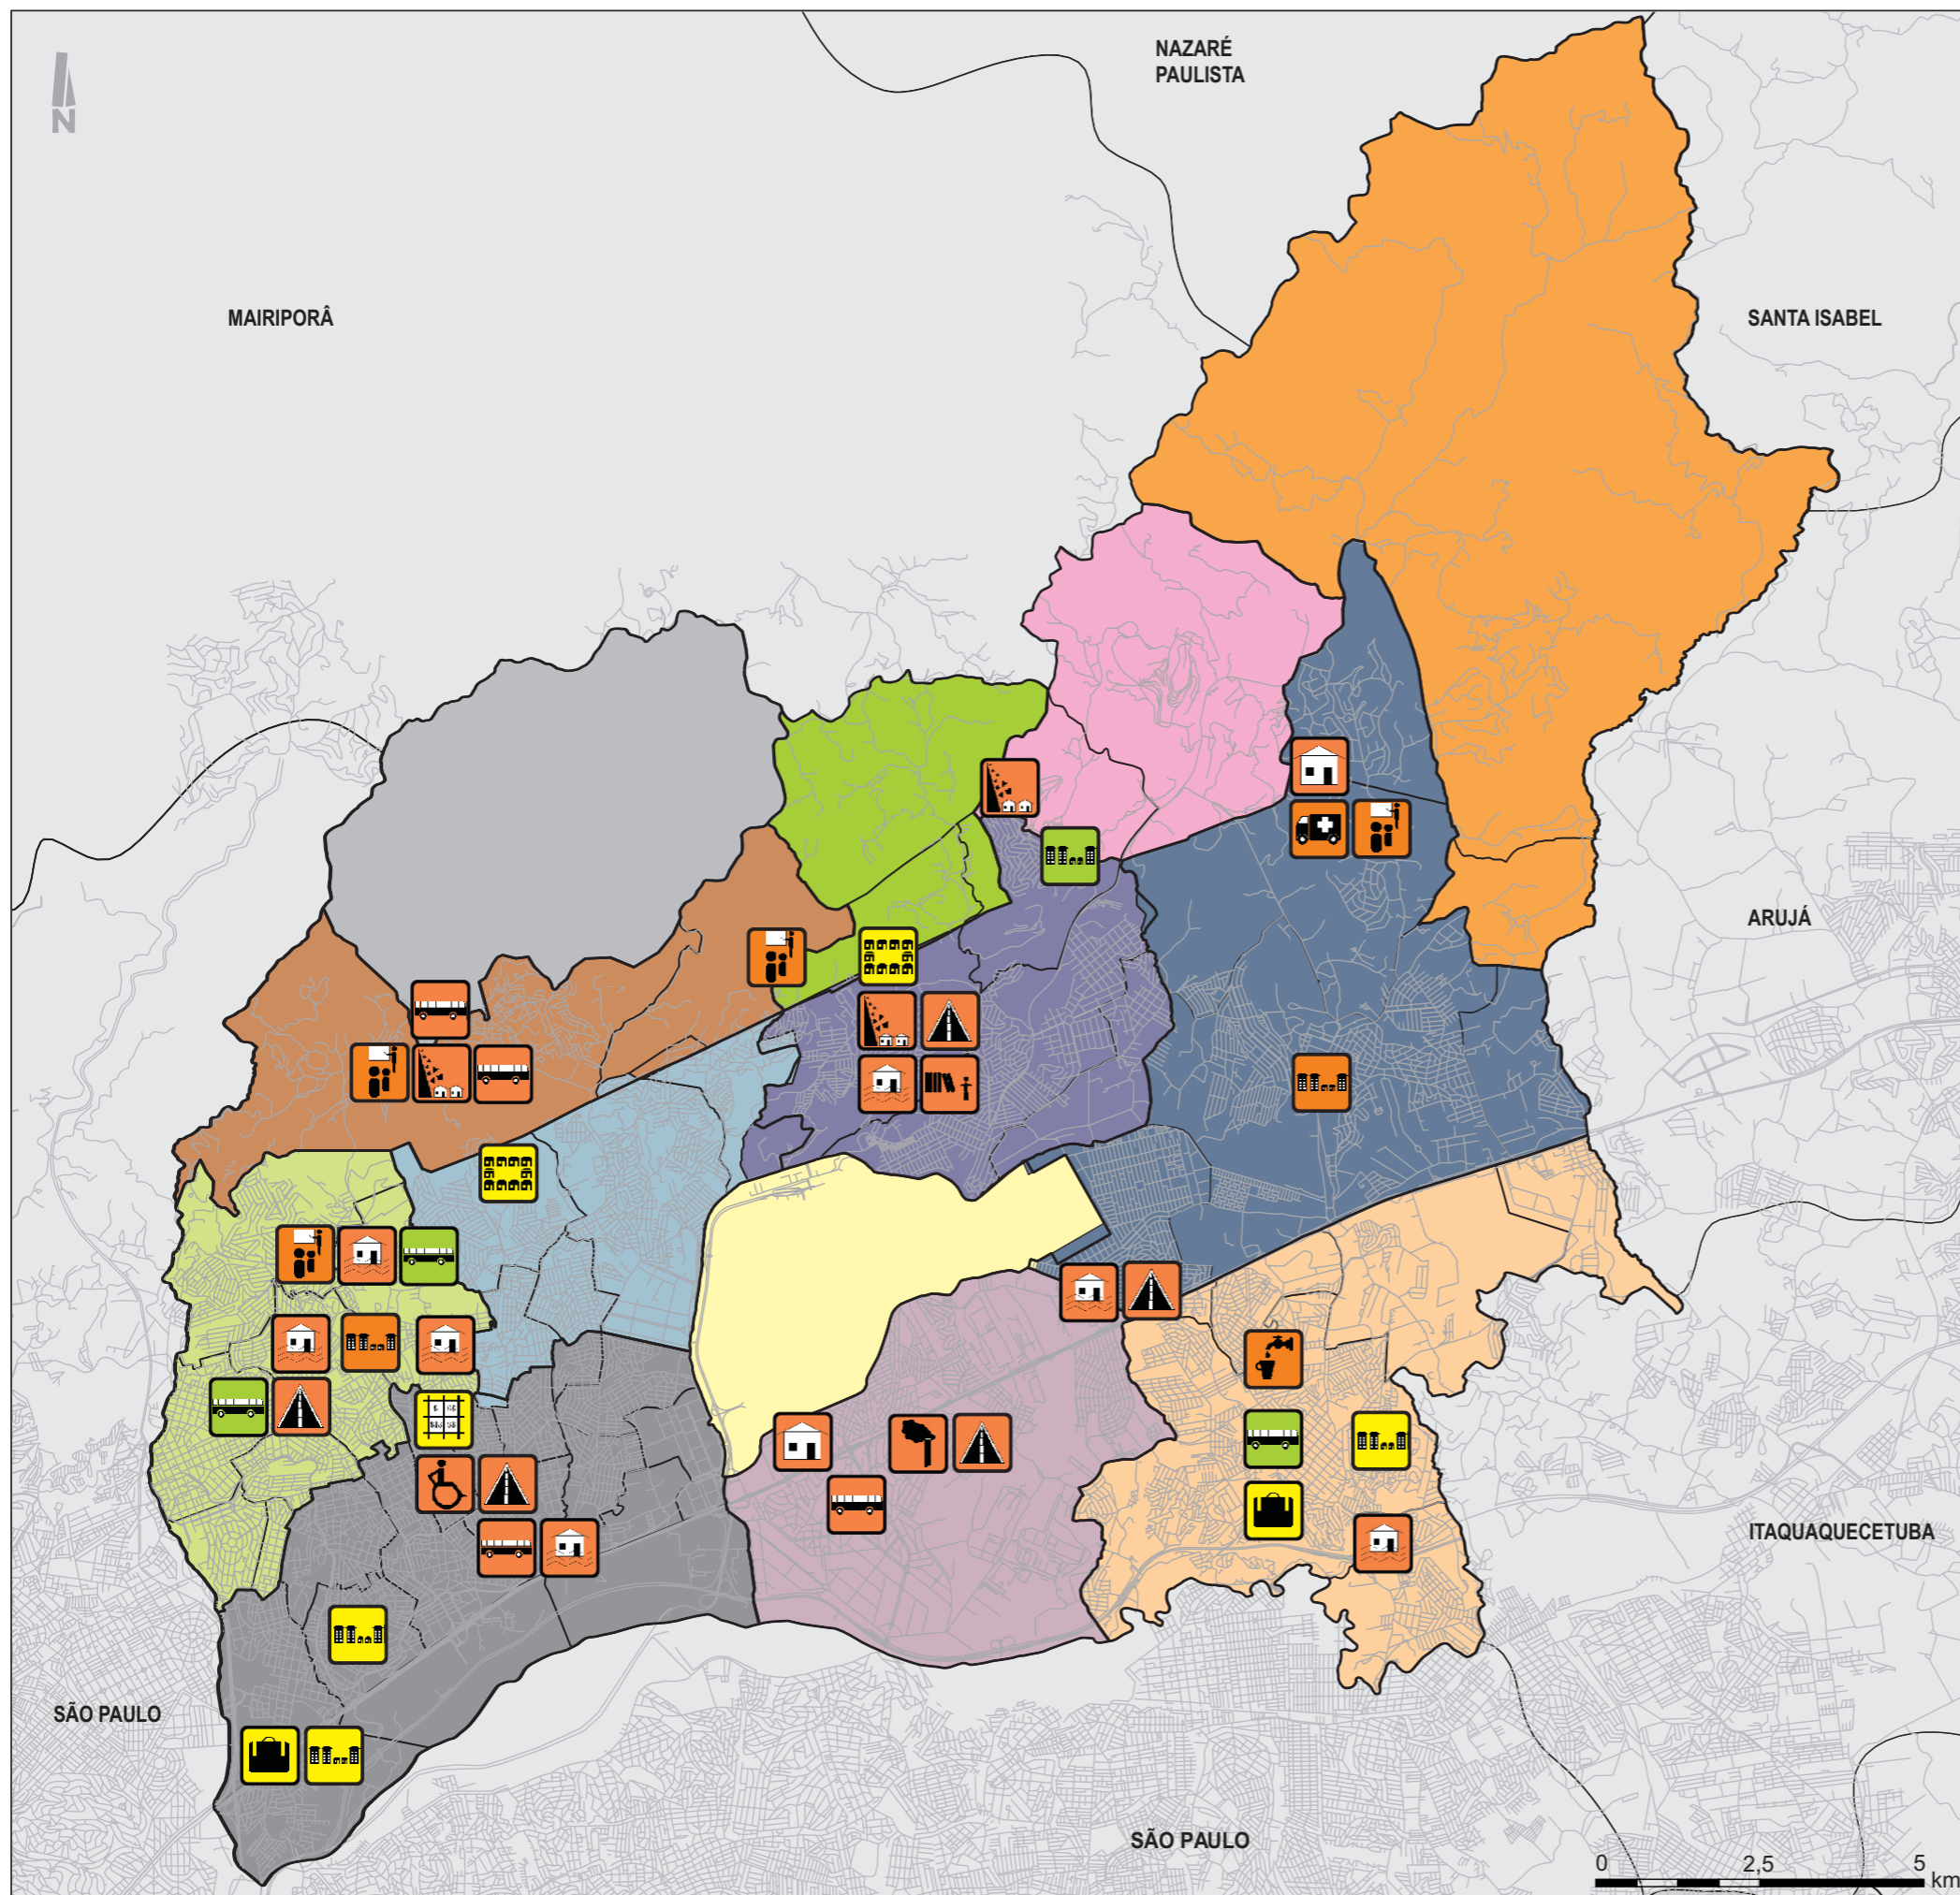 NAZARÉ
PAULISTA
N
MAIRIPORÂ
SANTA ISABEL
ARUJÁ
ITAQUAQUECETUBA
SÃO PAULO
SÃO PAULO
0 2,5 5
km